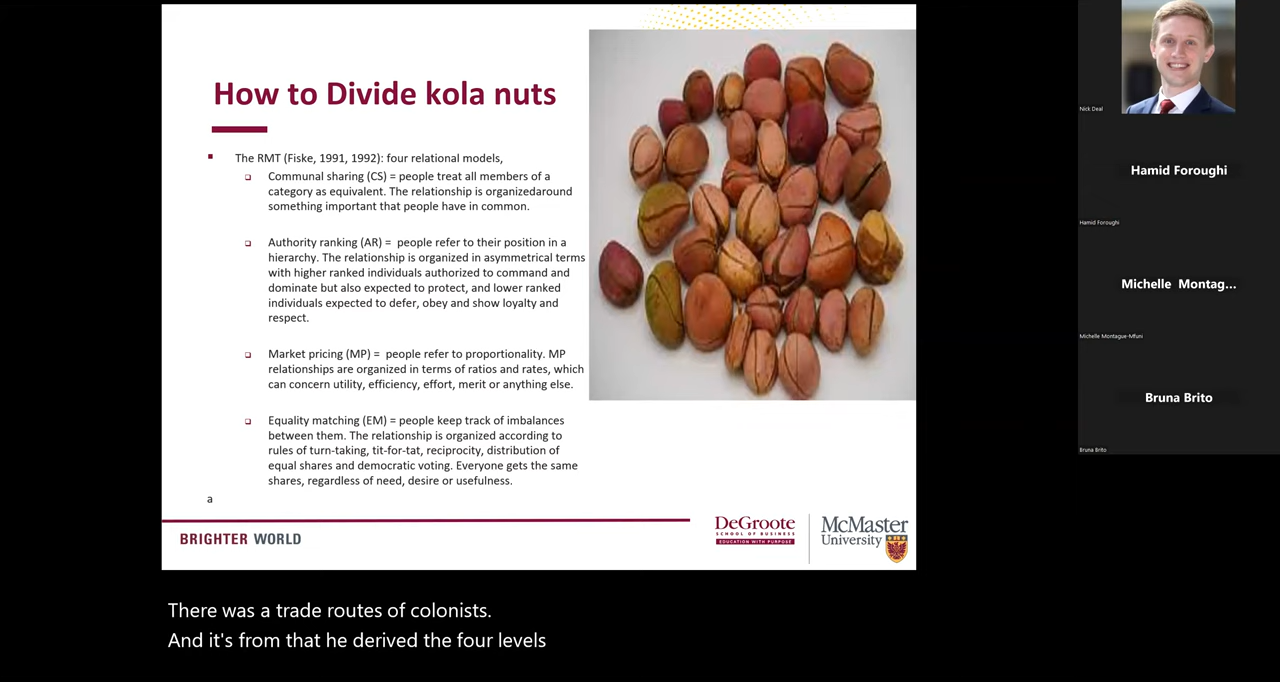 How to Divide kola nuts
▪ The RMT (Fiske, 1991, 1992): four relational models,
❑ Communal sharing (CS) = people treat all members of a
category as equivalent. The relationship is organizedaround
something important that people have in common.
❑ Authority ranking (AR) = people refer to their position in a
hierarchy. The relationship is organized in asymmetrical terms
with higher ranked individuals authorized to command and
dominate but also expected to protect, and lower ranked
individuals expected to defer, obey and show loyalty and
respect.
❑ Market pricing (MP) = people refer to proportionality. MP
relationships are organized in terms of ratios and rates, which
can concern utility, efficiency, effort, merit or anything else.
❑ Equality matching (EM) = people keep track of imbalances
between them. The relationship is organized according to
rules of turn-taking, tit-for-tat, reciprocity, distribution of
equal shares and democratic voting. Everyone gets the same
shares, regardless of need, desire or usefulness.
a
BRIGHTER WORLD
DeGroote
SCHOOL OF BUSINESS
EDUCATION WITH PURPOSE
McMaster
University
There was a trade routes of colonists.
And it's from that he derived the four levels
Nick Deal
Hamid Foroughi
Hamid Foroughi
Michelle Montag...
Michelle Montague-Mfuni
Bruna Brito
Bruna Brito